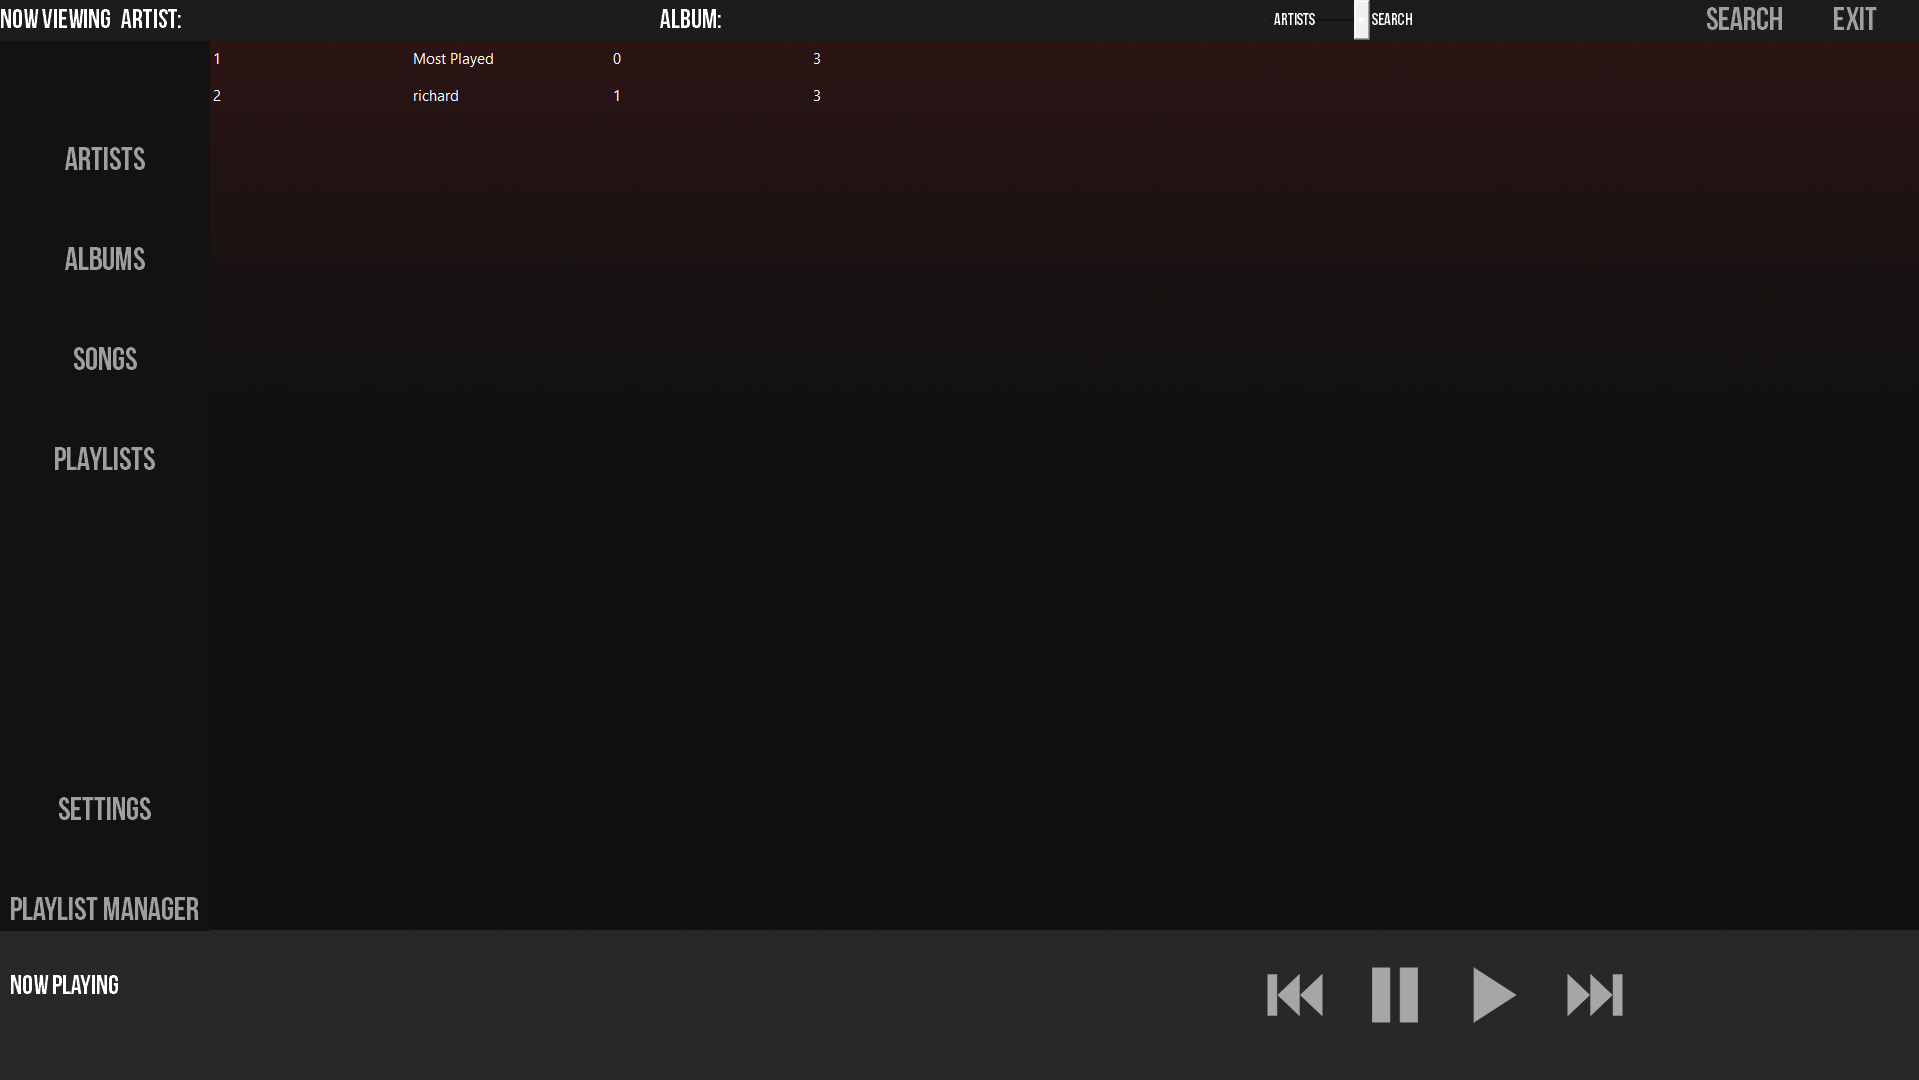 NOW VIEWING ARTIST: ALBUM: ARTISTS SEARCH SEARCH EXIT
1 Most Played 0 3
2 richard 1 3
ARTISTS
ALBUMS
SONGS
PLAYLISTS
SETTINGS
PLAYLIST MANAGER
NOW PLAYING